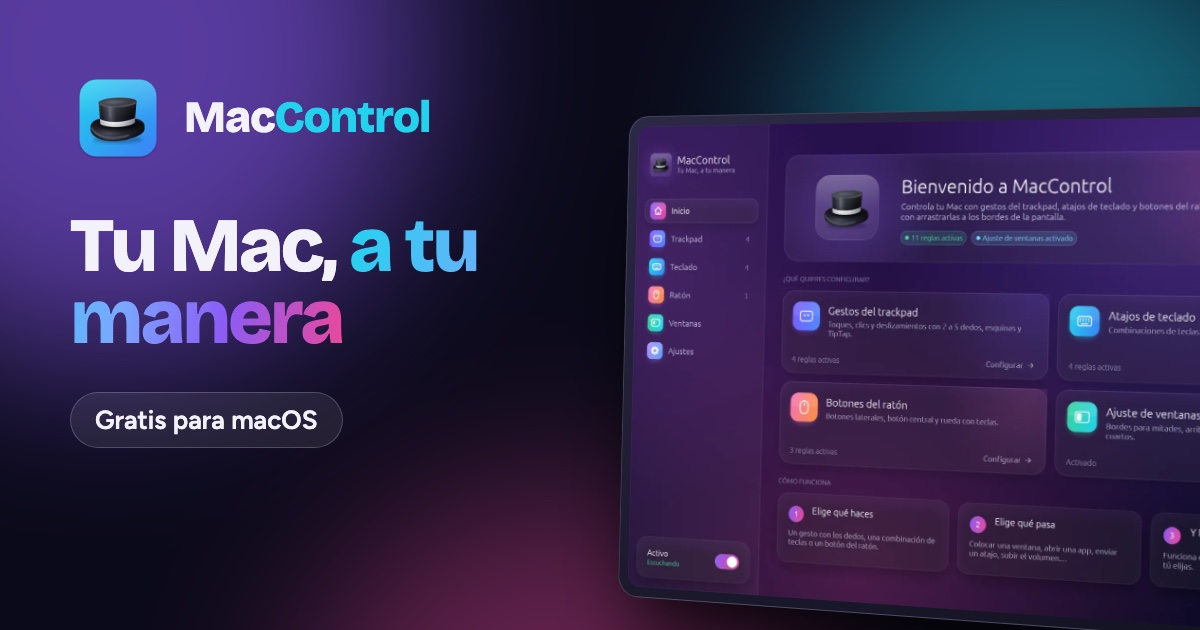 MacControl
Tu Mac, a tu
manera
Gratis para macOS
MacControl
Tu Mac, a tu manera
Inicio
Trackpad 4
Teclado 4
Ratón 3
Ventanas
Ajustes
Activo
Escuchando
Bienvenido a MacControl
Controla tu Mac con gestos del trackpad, atajos de teclado y botones del
con arrastrarlas a los bordes de la pantalla.
11 reglas activas
Ajuste de ventanas activado
¿QUÉ QUIERES CONFIGURAR?
Gestos del trackpad
Toques, clics y deslizamientos con 2 a 5 dedos, esquinas y
TipTap.
4 reglas activas
Configurar →
Atajos de teclado
Combinaciones de
4 reglas activas
Botones del ratón
Botones laterales, botón central y rueda con teclas.
3 reglas activas
Configurar →
Ajuste de ventanas
Bordes para mitades,
cuartos.
Activado
CÓMO FUNCIONA
1 Elige qué haces
Un gesto con los dedos, una combinación de
teclas o un botón del ratón.
2 Elige qué pasa
Colocar una ventana, abrir una app, enviar
un atajo, subir el volumen...
3 Y
Funciona
tú elijas.